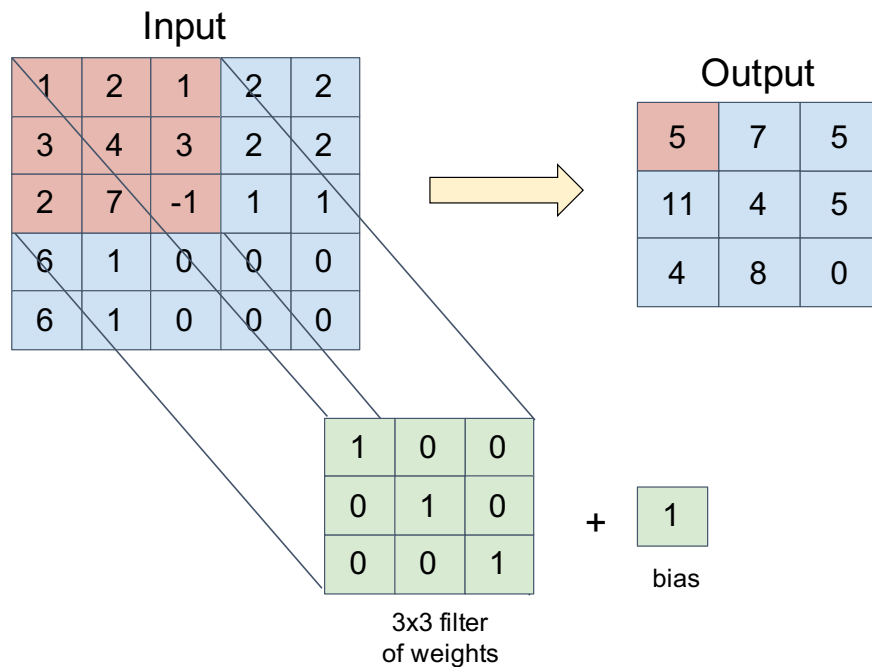 Input
1 2 1 2 2
3 4 3 2 2
2 7 -1 1 1
6 1 0 0 0
6 1 0 0 0
Output
5 7 5
11 4 5
4 8 0
1 0 0
0 1 0
0 0 1
3x3 filter
of weights
+
1
bias